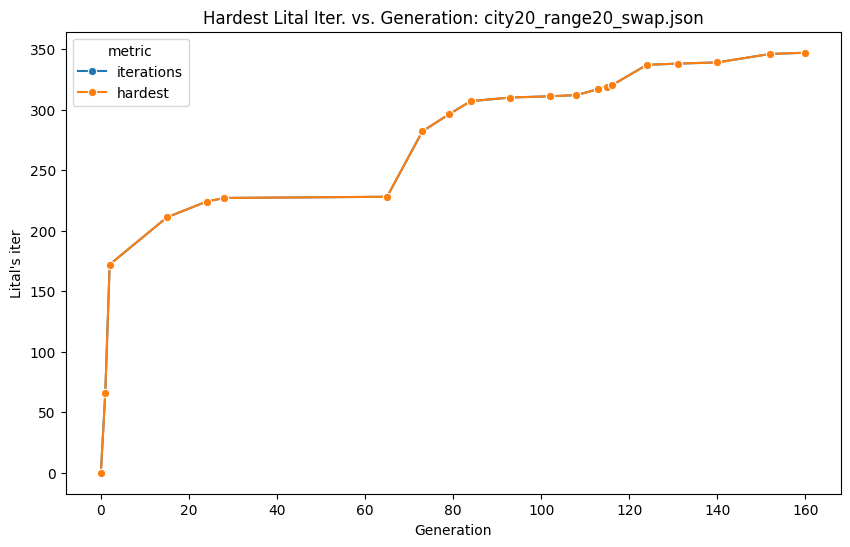 Hardest Lital Iter. vs. Generation: city20_range20_swap.json
metric
iterations
hardest
350
300
250
200
150
100
50
0
Lital's iter
0 20 40 60 80 100 120 140 160
Generation